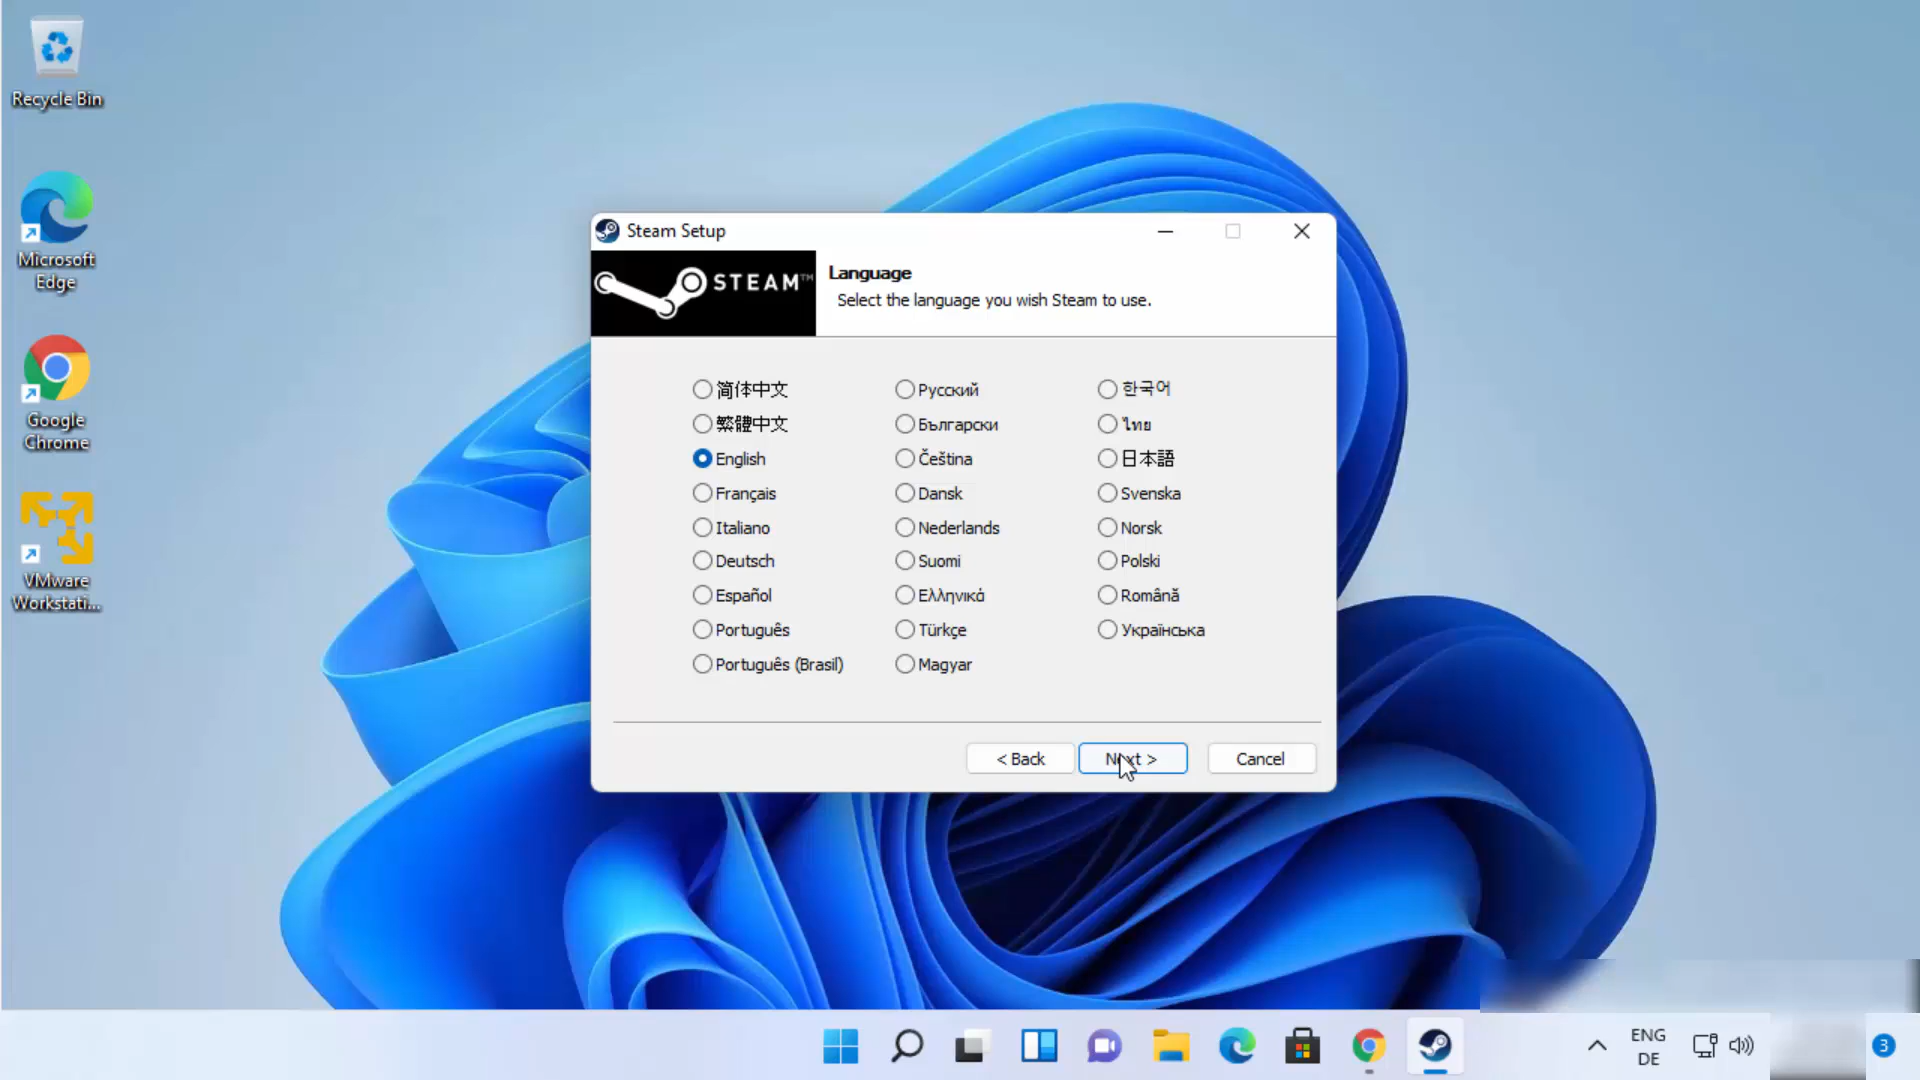 Recycle Bin
Microsoft
Edge
Google
Chrome
VMware
Workstati...
Steam Setup
STEAM™
Language
Select the language you wish Steam to use.
简体中文
繁體中文
English
Français
Italiano
Deutsch
Español
Português
Português (Brasil)
Русский
Български
Čeština
Dansk
Nederlands
Suomi
Ελληνικά
Türkçe
Magyar
한국어
ไทย
日本語
Svenska
Norsk
Polski
Română
Українська
< Back
Next >
Cancel
ENG
DE
3